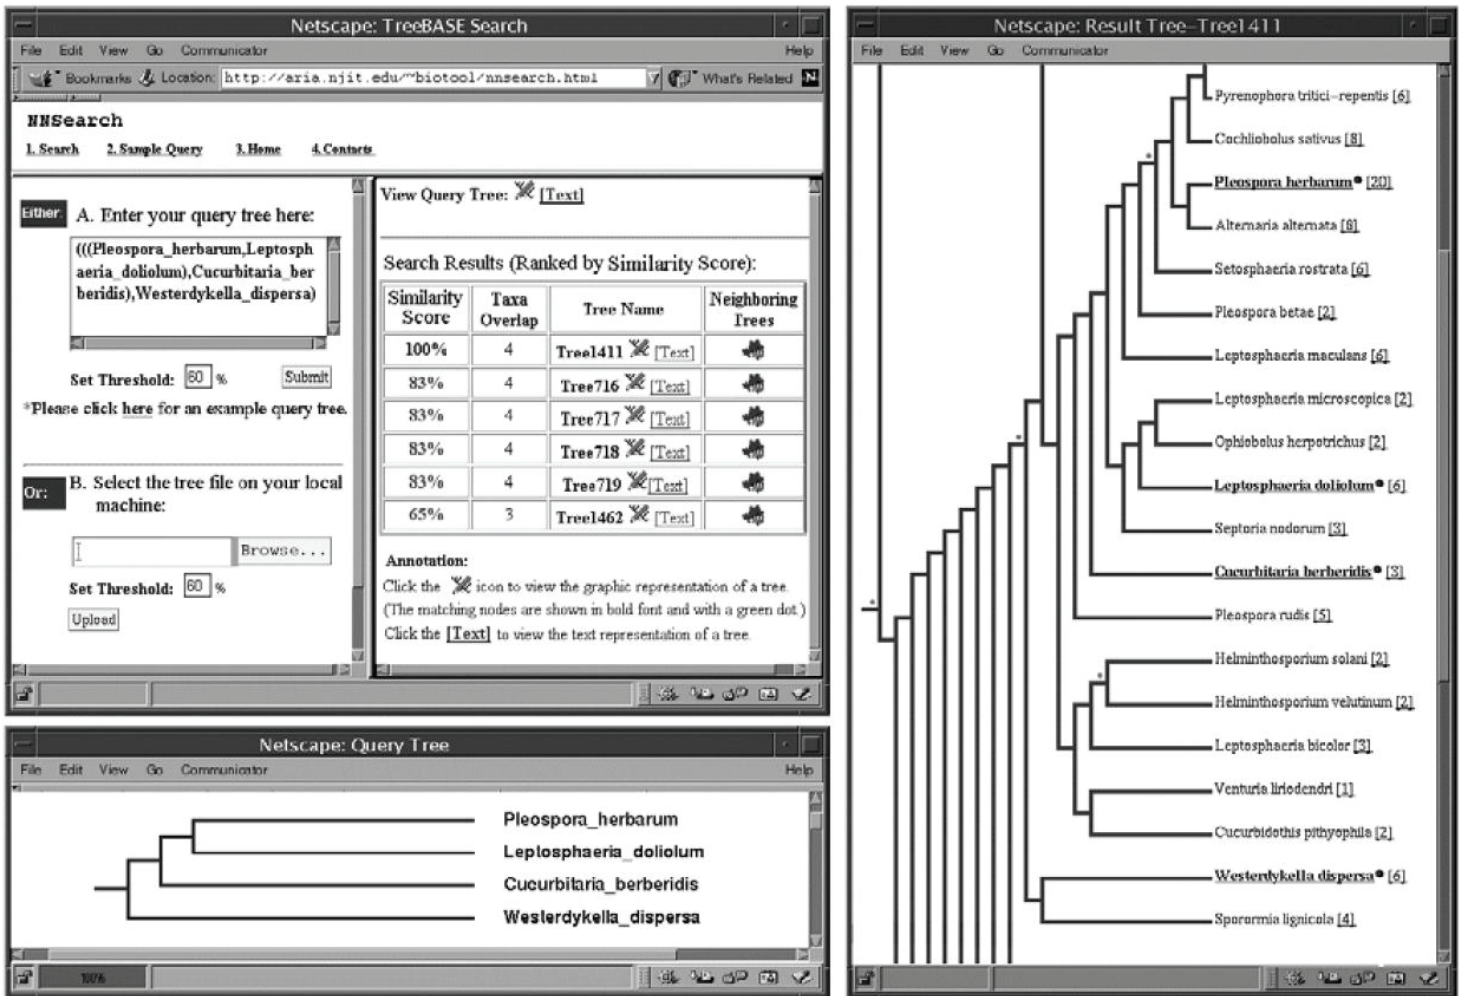 Netscape: TreeBASE Search
File Edit View Go Communicator Help
Bookmarks Location: http://aria.njit.edu/~biotool/nnsearch.html What's Related N
NNSearch
1. Search 2. Sample Query 3. Home 4. Contacts
Either: A. Enter your query tree here:
(((Pleospora_herbarum,Leptosph
aeria_doliolum),Cucurbitaria_ber
beridis),Westerdykella_dispersa)
Set Threshold: 60 % Submit
*Please click here for an example query tree.
Or: B. Select the tree file on your local
machine:
Browse...
Set Threshold: 60 %
Upload
View Query Tree: [Text]
Search Results (Ranked by Similarity Score):
Similarity Score Taxa Overlap Tree Name Neighboring Trees
100% 4 Tree1411 [Text]
83% 4 Tree716 [Text]
83% 4 Tree717 [Text]
83% 4 Tree718 [Text]
83% 4 Tree719 [Text]
65% 3 Tree1462 [Text]
Annotation:
Click the icon to view the graphic representation of a tree.
(The matching nodes are shown in bold font and with a green dot.)
Click the [Text] to view the text representation of a tree.
Netscape: Query Tree
File Edit View Go Communicator Help
Pleospora_herbarum
Leptosphaeria_doliolum
Cucurbitaria_berberidis
Westerdykella_dispersa
100%
Netscape: Result Tree-Tree1411
File Edit View Go Communicator
Pyrenophora tritici-repentis [6]
Cochliobolus sativus [8]
Pleospora herbarum [20]
Alternaria alternata [8]
Setosphaeria rostrata [6]
Pleospora betae [2]
Leptosphaeria maculans [6]
Leptosphaeria microscopica [2]
Ophiobolus herpotrichus [2]
Leptosphaeria doliolum [6]
Septoria nodorum [3]
Cucurbitaria berberidis [3]
Pleospora rudis [5]
Helminthosporium solani [2]
Helminthosporium velutinum [2]
Leptosphaeria bicolor [3]
Venturia liriodendri [1]
Cucurbidothis pithyophila [2]
Westerdykella dispersa [6]
Sporormia lignicola [4]